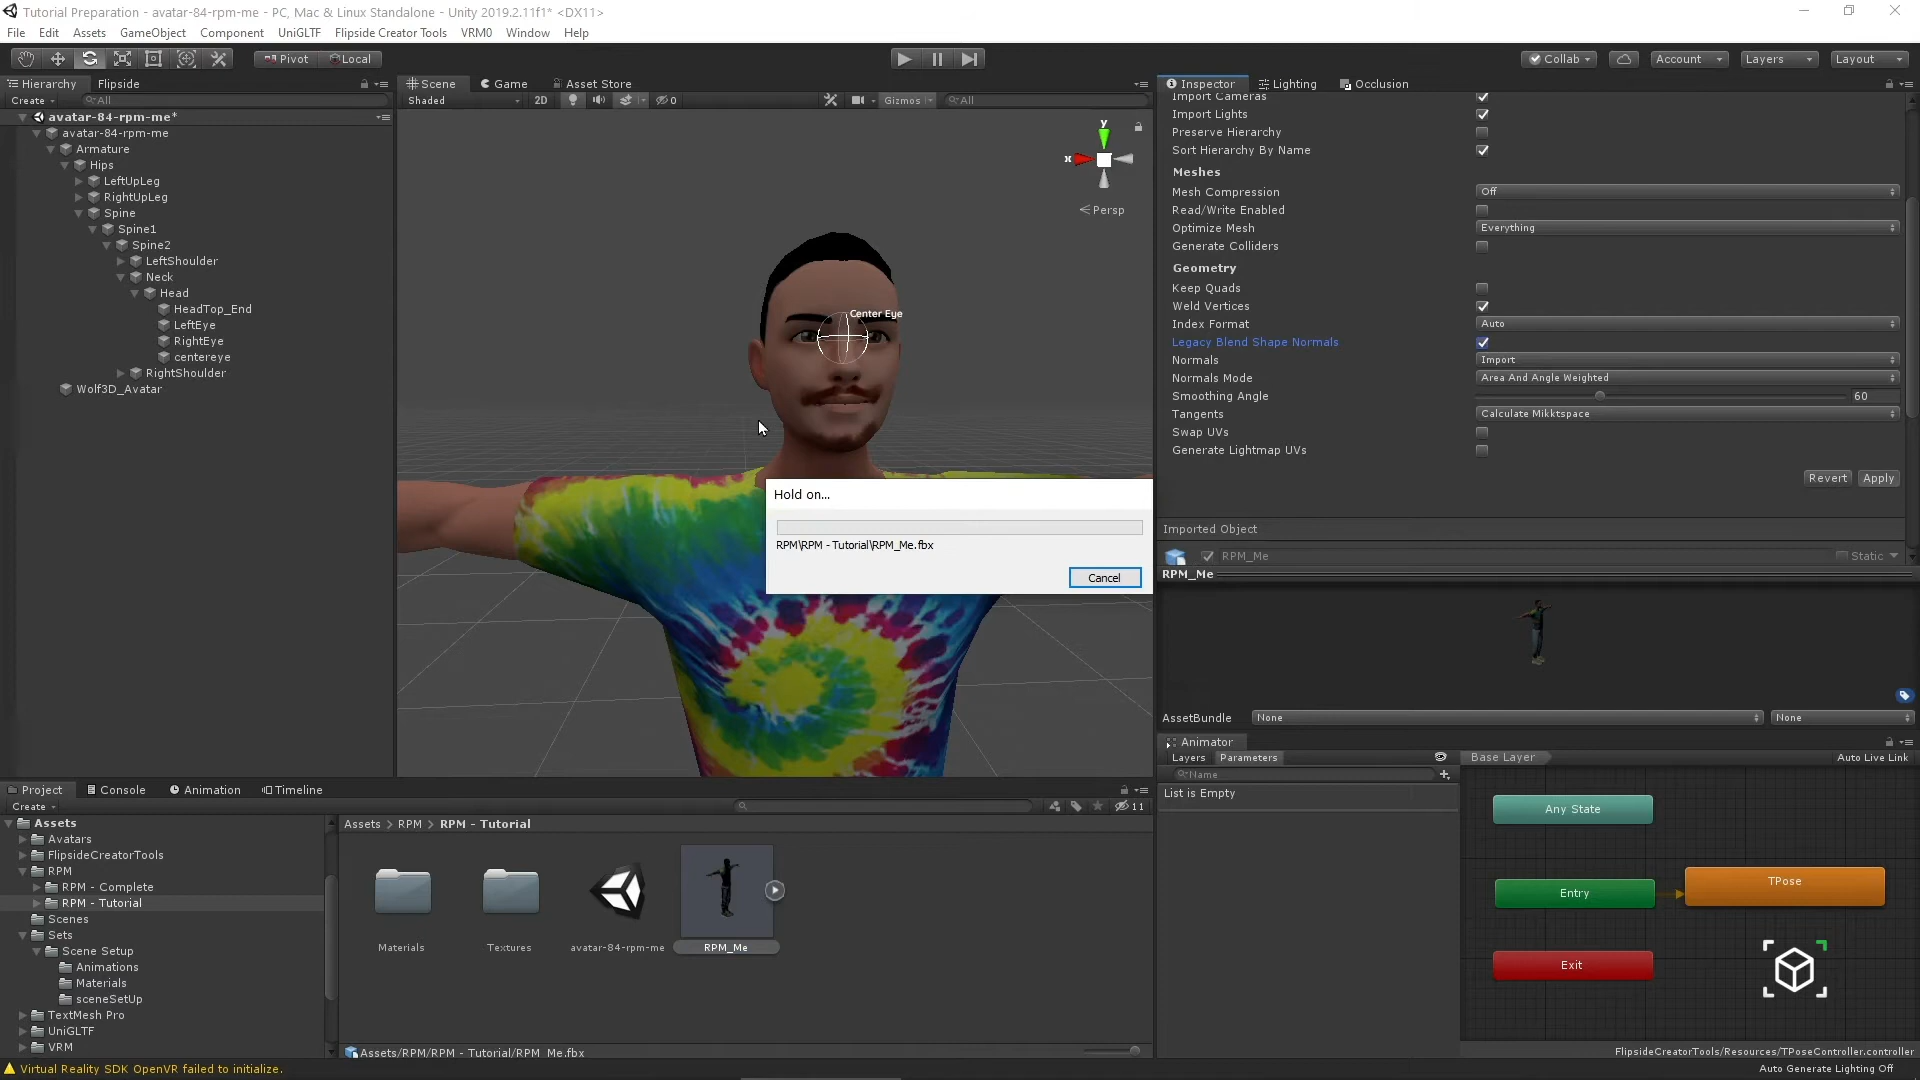 Tutorial Preparation - avatar-84-rpm-me - PC, Mac & Linux Standalone - Unity 2019.2.11f1* <DX11>
File Edit Assets GameObject Component UniGLTF Flipside Creator Tools VRM0 Window Help
Pivot Local Collab Account Layers Layout
Hierarchy Flipside
Create All
avatar-84-rpm-me*
avatar-84-rpm-me
Armature
Hips
LeftUpLeg
RightUpLeg
Spine
Spine1
Spine2
LeftShoulder
Neck
Head
HeadTop_End
LeftEye
RightEye
centereye
RightShoulder
Wolf3D_Avatar
Scene Game Asset Store
Shaded 2D 0 Gizmos All
y
x
Persp
Center Eye
Hold on...
RPM\RPM - Tutorial\RPM_Me.fbx
Cancel
Inspector Lighting Occlusion
Import Cameras
Import Lights
Preserve Hierarchy
Sort Hierarchy By Name
Meshes
Mesh Compression Off
Read/Write Enabled
Optimize Mesh Everything
Generate Colliders
Geometry
Keep Quads
Weld Vertices
Index Format Auto
Legacy Blend Shape Normals
Normals Import
Normals Mode Area And Angle Weighted
Smoothing Angle 60
Tangents Calculate Mikktspace
Swap UVs
Generate Lightmap UVs
Revert Apply
Imported Object
RPM_Me Static
RPM_Me
AssetBundle None None
Animator
Layers Parameters Base Layer Auto Live Link
Name
List is Empty
Any State
Entry
TPose
Exit
FlipsideCreatorTools/Resources/TPoseController.controller
Project Console Animation Timeline
Create 11
Assets
Avatars
FlipsideCreatorTools
RPM
RPM - Complete
RPM - Tutorial
Scenes
Sets
Scene Setup
Animations
Materials
sceneSetUp
TextMesh Pro
UniGLTF
VRM
Assets > RPM > RPM - Tutorial
Materials Textures avatar-84-rpm-me RPM_Me
Assets/RPM/RPM - Tutorial/RPM_Me.fbx
Virtual Reality SDK OpenVR failed to initialize.
Auto Generate Lighting Off